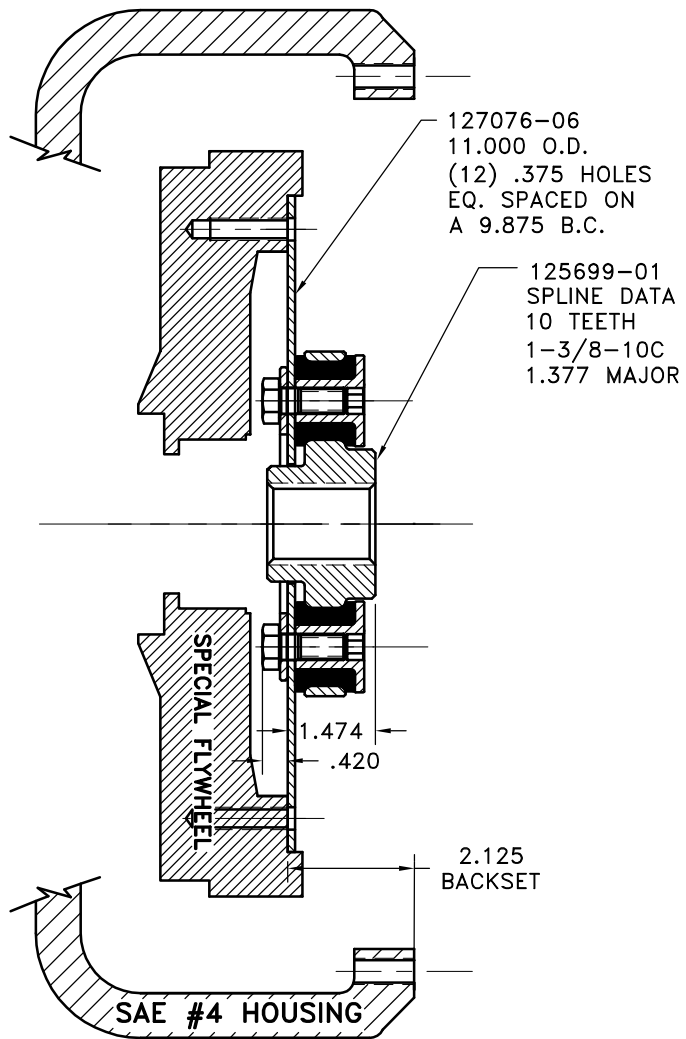 127076-06
11.000 O.D.
(12) .375 HOLES
EQ. SPACED ON
A 9.875 B.C.
125699-01
SPLINE DATA
10 TEETH
1-3/8-10C
1.377 MAJOR
SPECIAL FLYWHEEL
1.474
.420
2.125
BACKSET
SAE #4 HOUSING